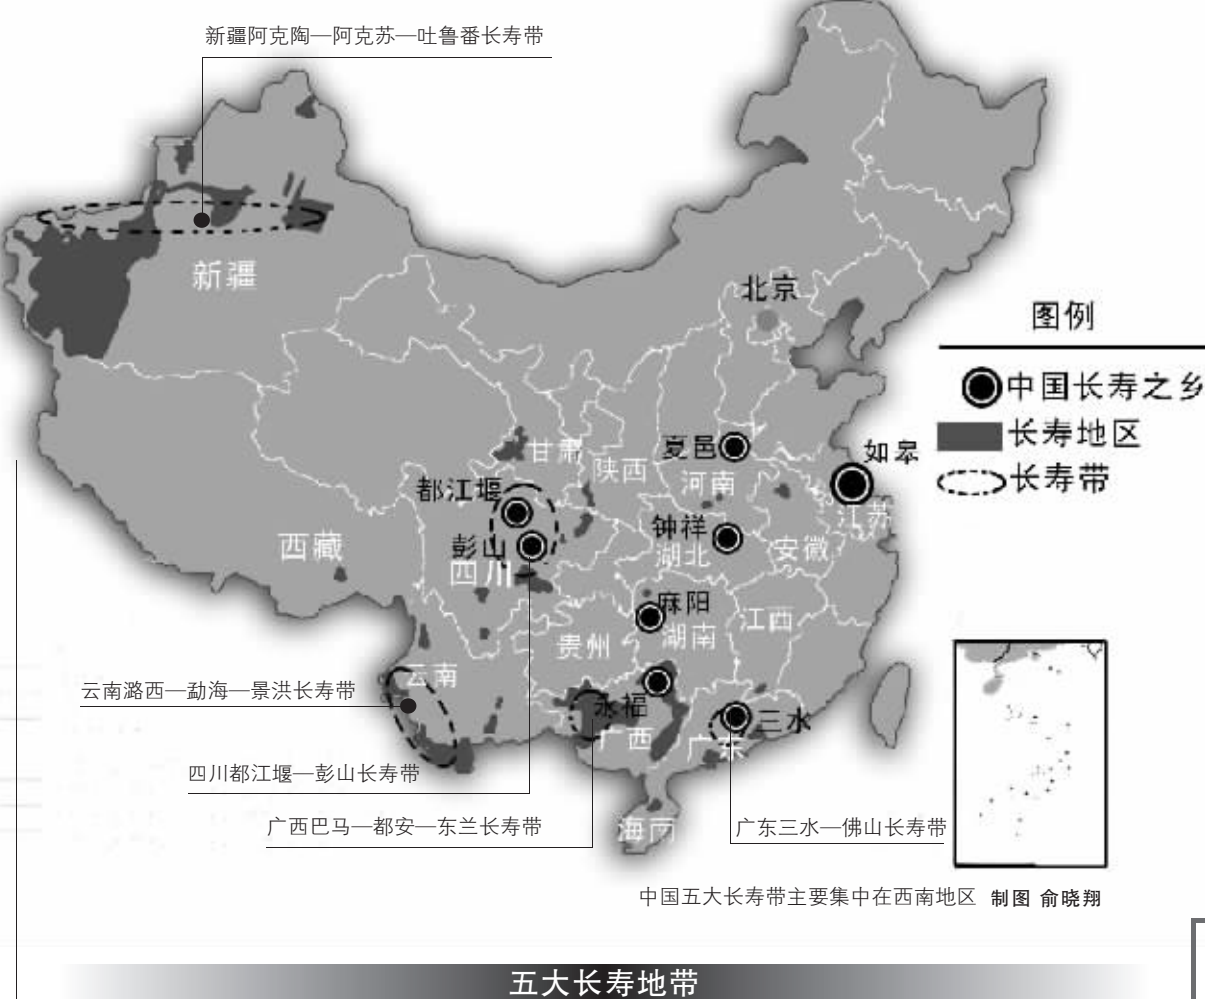 新疆阿克陶—阿克苏—吐鲁番长寿带
新疆
北京
图例
中国长寿之乡
长寿地区
长寿带
夏邑
如皋
甘肃
陕西
河南
都江堰
钟祥
江苏
彭山
西藏
四川
湖北
安徽
麻阳
江西
贵州
湖南
云南
云南潞西—勐海—景洪长寿带
永福
三水
广西
广东
四川都江堰—彭山长寿带
广西巴马—都安—东兰长寿带
海南
广东三水—佛山长寿带
中国五大长寿带主要集中在西南地区 制图 俞晓翔
五大长寿地带